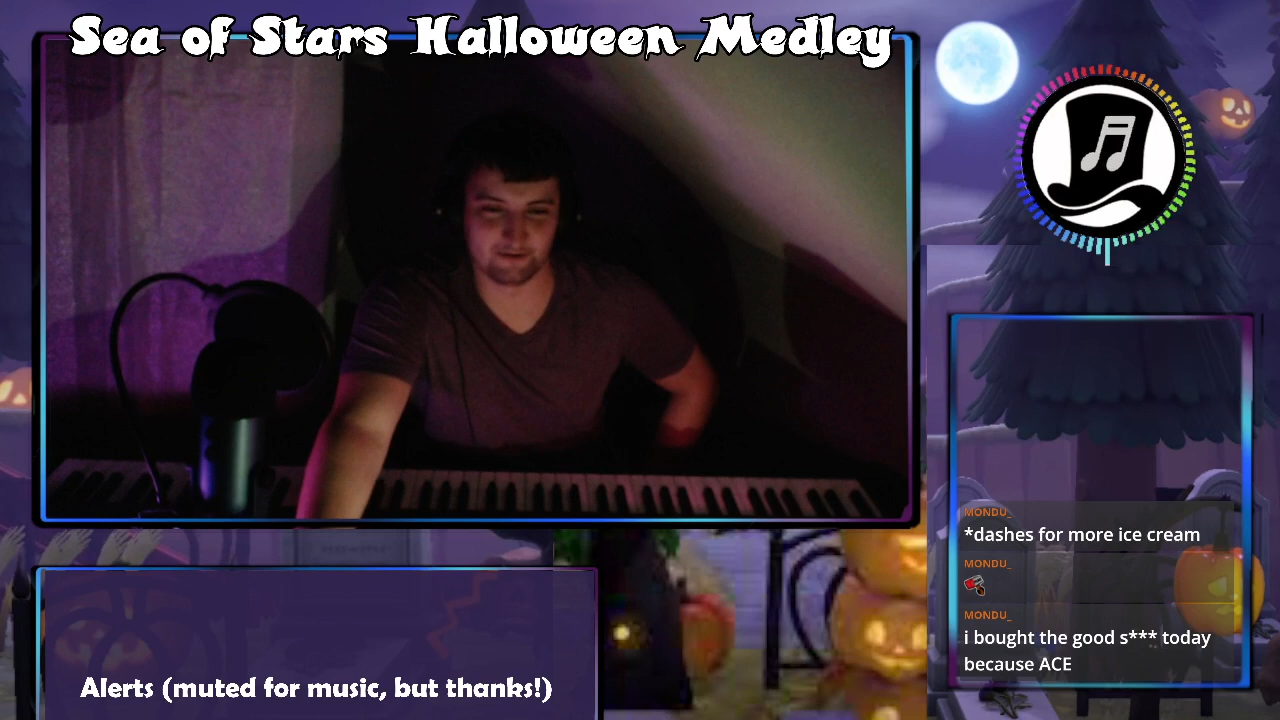 Sea of Stars Halloween Medley
MONDU_
*dashes for more ice cream
MONDU_
MONDU_
i bought the good s*** today
because ACE
Alerts (muted for music, but thanks!)